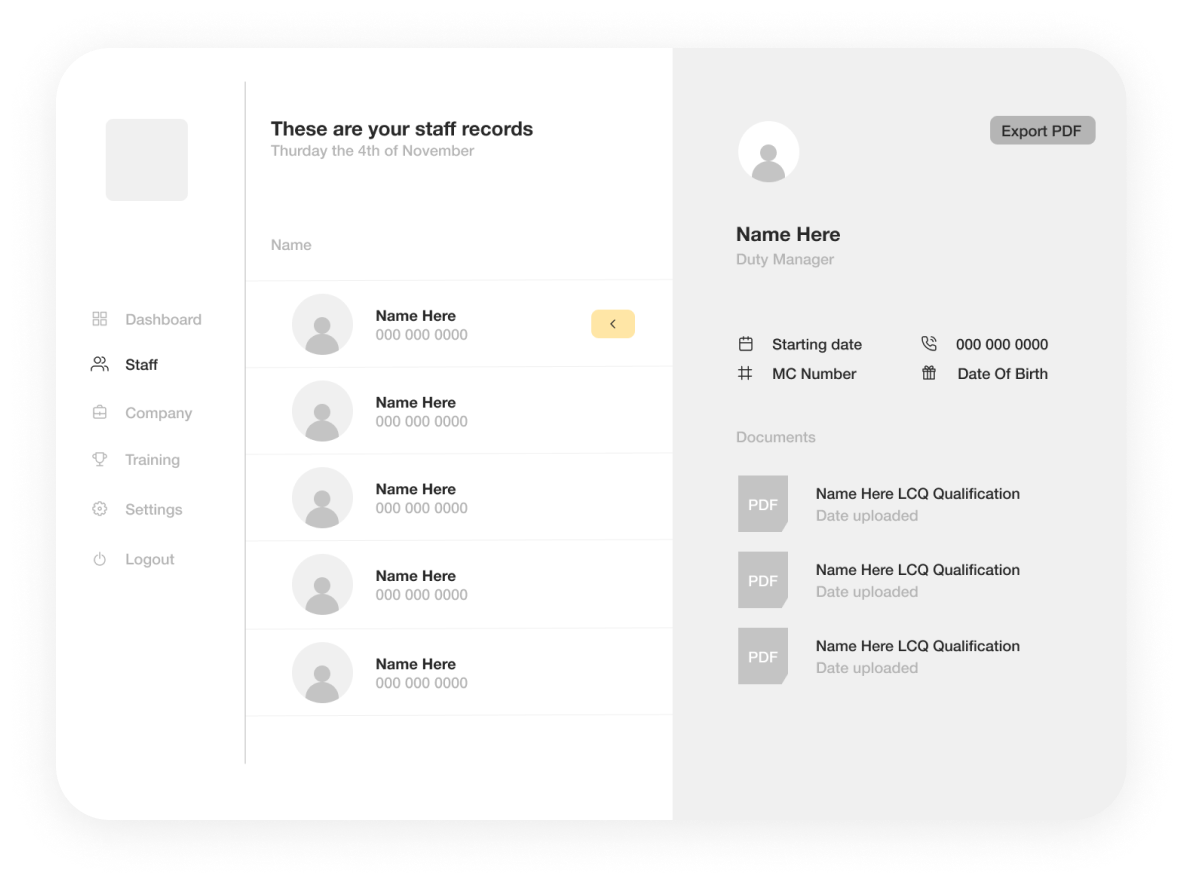 These are your staff records
Thurday the 4th of November
Name
Dashboard
Staff
Company
Training
Settings
Logout
Name Here
000 000 0000
Name Here
000 000 0000
Name Here
000 000 0000
Name Here
000 000 0000
Name Here
000 000 0000
Export PDF
Name Here
Duty Manager
Starting date
000 000 0000
MC Number
Date Of Birth
Documents
PDF
Name Here LCQ Qualification
Date uploaded
PDF
Name Here LCQ Qualification
Date uploaded
PDF
Name Here LCQ Qualification
Date uploaded